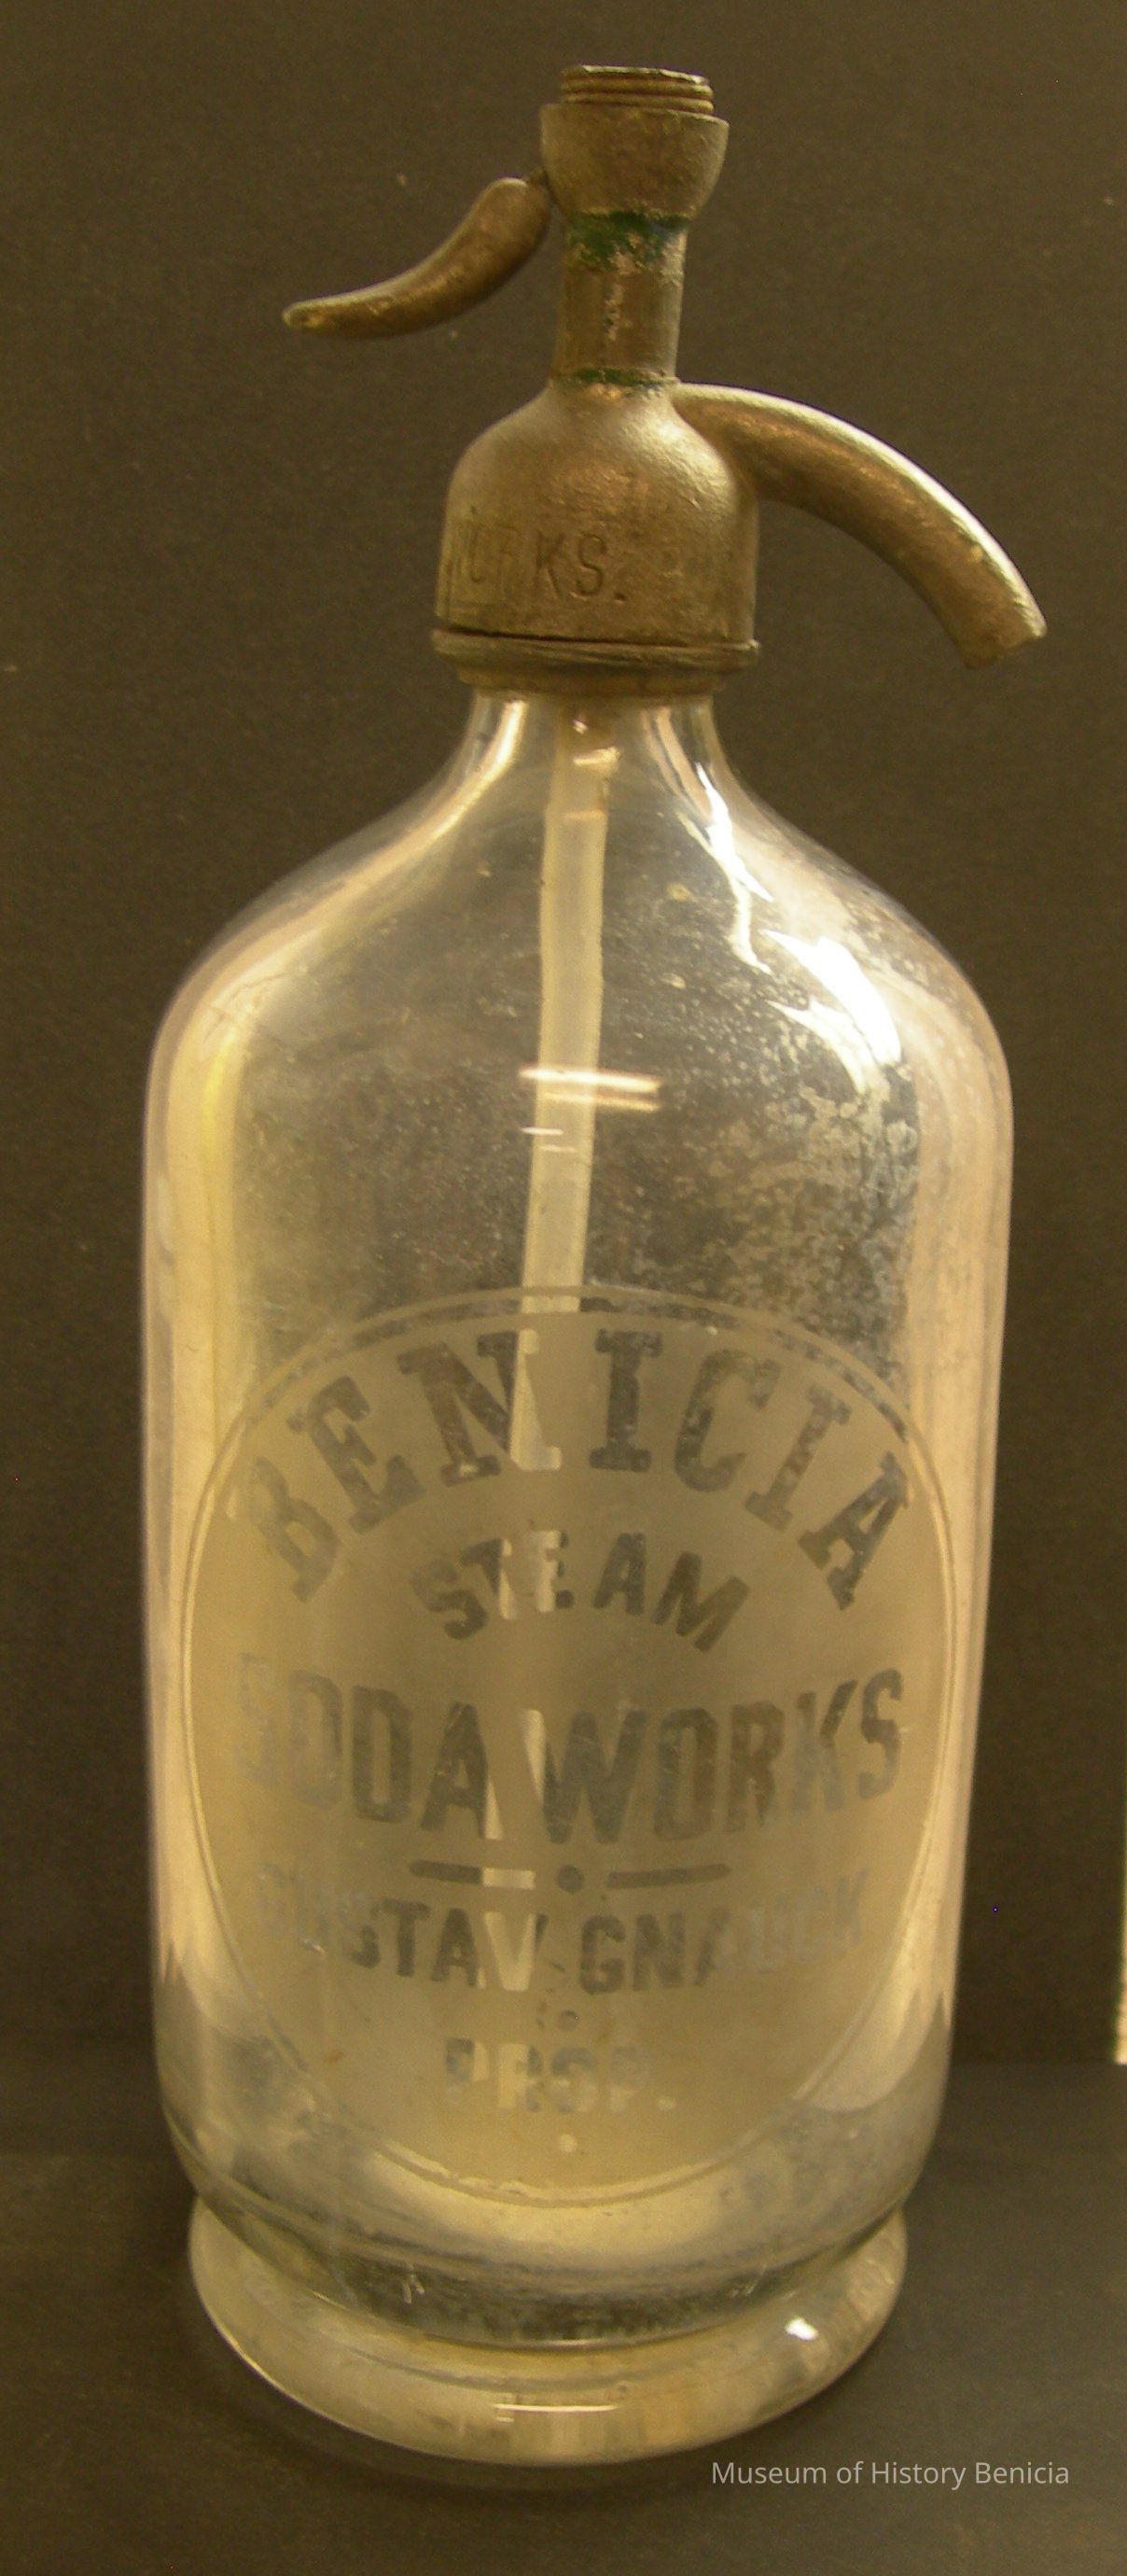 WORKS.
BENICIA
STEAM
SODA WORKS
GUSTAV GNAUCK
PROP.
Museum of History Benicia